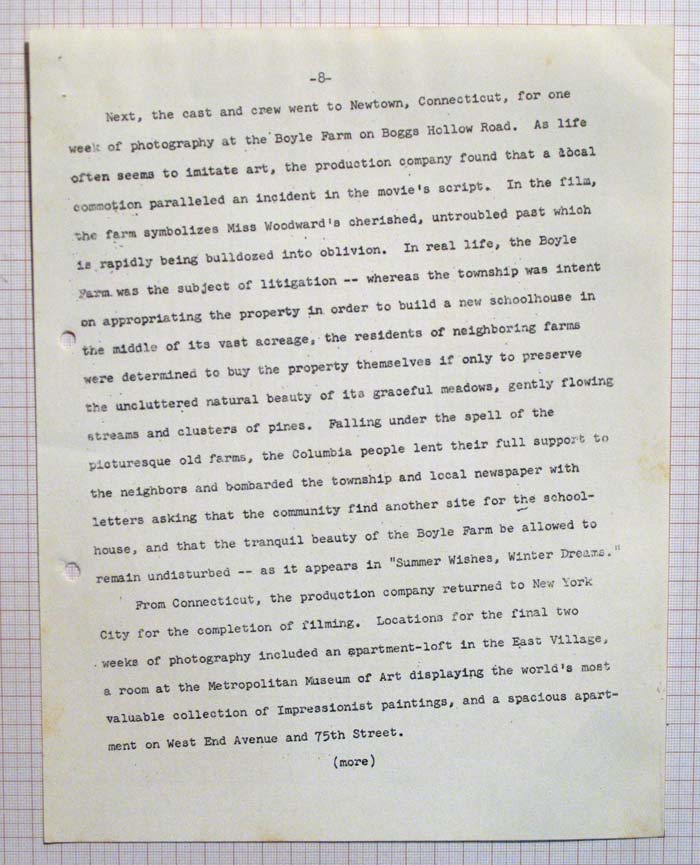 -8-
Next, the cast and crew went to Newtown, Connecticut, for one
week of photography at the Boyle Farm on Boggs Hollow Road.  As life
often seems to imitate art, the production company found that a local
commotion paralleled an incident in the movie's script.  In the film,
the farm symbolizes Miss Woodward's cherished, untroubled past which
is rapidly being bulldozed into oblivion.  In real life, the Boyle
Farm was the subject of litigation -- whereas the township was intent
on appropriating the property in order to build a new schoolhouse in
the middle of its vast acreage, the residents of neighboring farms
were determined to buy the property themselves if only to preserve
the uncluttered natural beauty of its graceful meadows, gently flowing
streams and clusters of pines.  Falling under the spell of the
picturesque old farms, the Columbia people lent their full support to
the neighbors and bombarded the township and local newspaper with
letters asking that the community find another site for the school-
house, and that the tranquil beauty of the Boyle Farm be allowed to
remain undisturbed -- as it appears in "Summer Wishes, Winter Dreams."
From Connecticut, the production company returned to New York
City for the completion of filming.  Locations for the final two
weeks of photography included an apartment-loft in the East Village,
a room at the Metropolitan Museum of Art displaying the world's most
valuable collection of Impressionist paintings, and a spacious apart-
ment on West End Avenue and 75th Street.
(more)